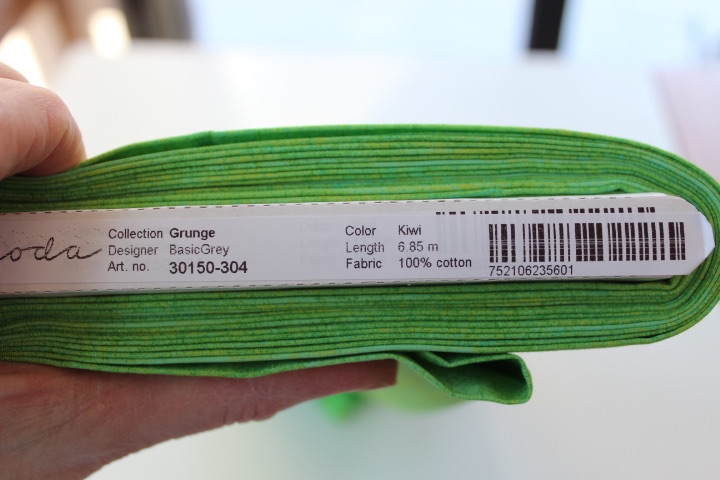 oda
Collection Grunge
Designer BasicGrey
Art. no. 30150-304
Color Kiwi
Length 6.85 m
Fabric 100% cotton
752106235601